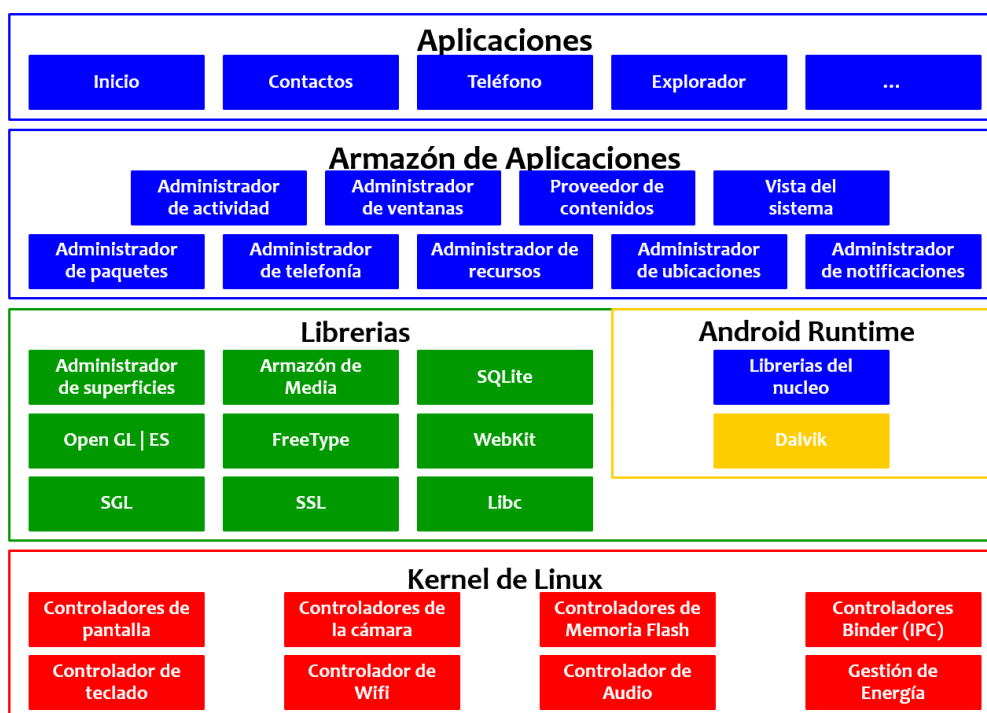 Aplicaciones
Inicio
Contactos
Teléfono
Explorador
...
Armazón de Aplicaciones
Administrador
de actividad
Administrador
de ventanas
Proveedor de
contenidos
Vista del
sistema
Administrador
de paquetes
Administrador
de telefonía
Administrador de
recursos
Administrador
de ubicaciones
Administrador
de notificaciones
Librerias
Administrador
de superficies
Armazón de
Media
SQLite
Open GL | ES
FreeType
WebKit
SGL
SSL
Libc
Android Runtime
Librerias del
nucleo
Dalvik
Kernel de Linux
Controladores de
pantalla
Controladores de
la cámara
Controladores de
Memoria Flash
Controladores
Binder (IPC)
Controlador de
teclado
Controlador de
Wifi
Controlador de
Audio
Gestión de
Energía